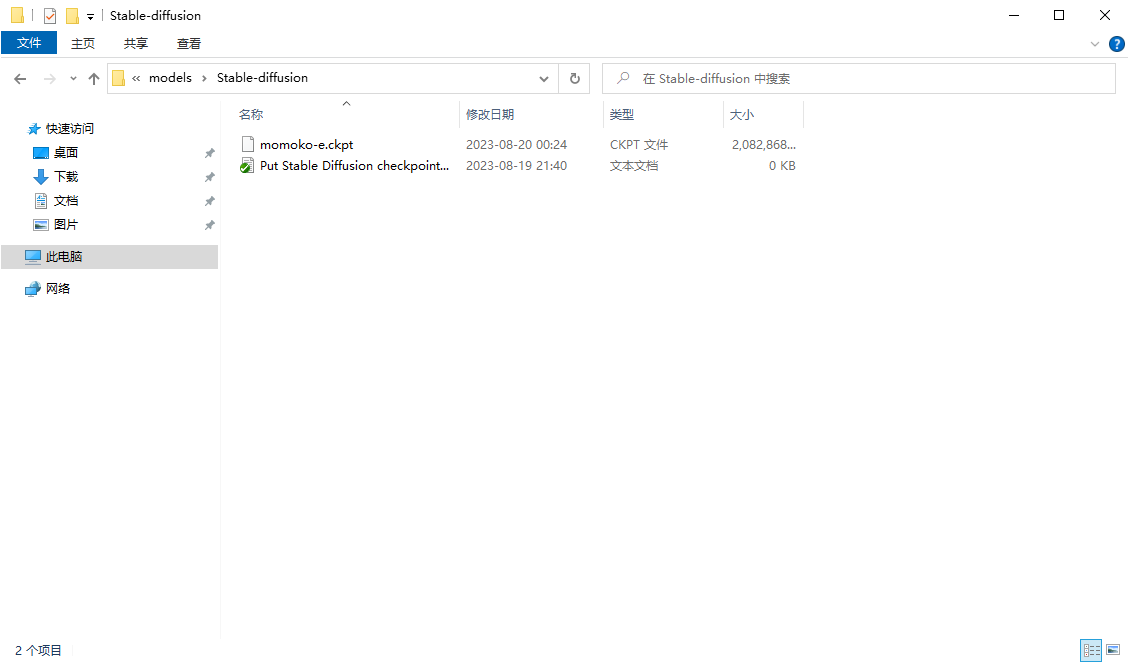 Stable-diffusion
文件 主页 共享 查看
« models › Stable-diffusion 在 Stable-diffusion 中搜索
名称 修改日期 类型 大小
momoko-e.ckpt 2023-08-20 00:24 CKPT 文件 2,082,868...
Put Stable Diffusion checkpoint... 2023-08-19 21:40 文本文档 0 KB
快速访问
桌面
下载
文档
图片
此电脑
网络
2 个项目